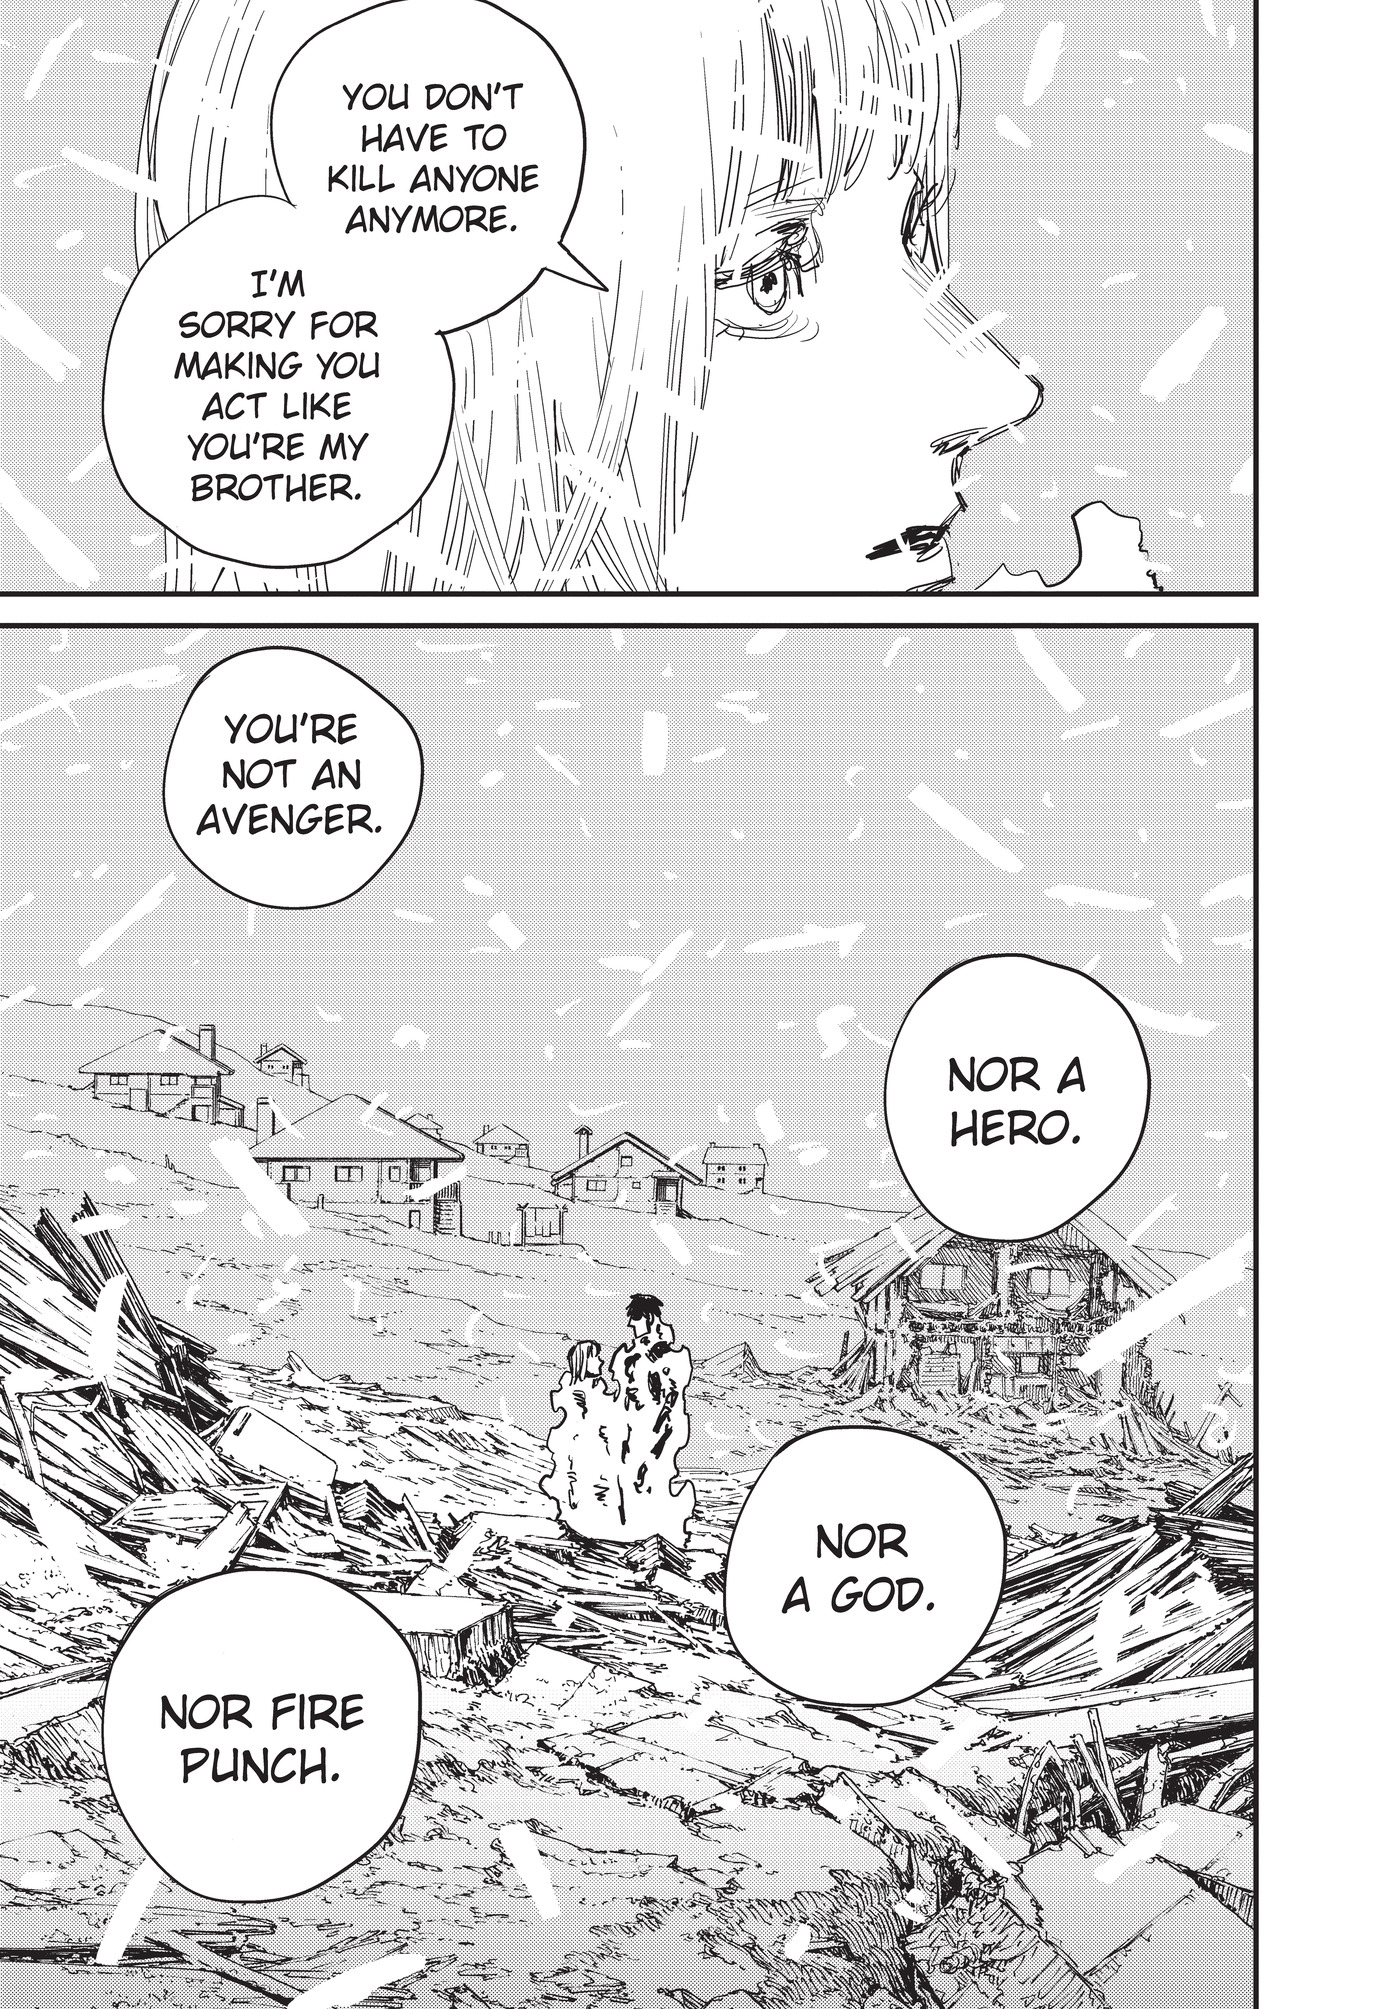 YOU DON'T
HAVE TO
KILL ANYONE
ANYMORE.
I'M
SORRY FOR
MAKING YOU
ACT LIKE
YOU'RE MY
BROTHER.
YOU'RE
NOT AN
AVENGER.
NOR A
HERO.
NOR
A GOD.
NOR FIRE
PUNCH.